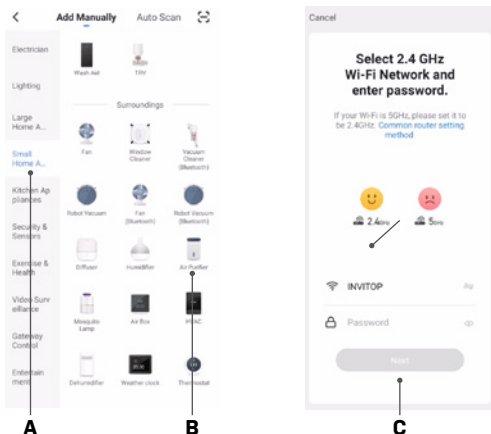 Add Manually
Auto Scan
Electrician
Lighting
Large
Home A...
Small
Home A...
Kitchen Ap
pliances
Security &
Sensors
Exercise &
Health
Video Surv
eillance
Gateway
Control
Entertain
ment
Wash Aid
TRV
Surroundings
Fan
Window
Cleaner
Vacuum
Cleaner
(Bluetooth)
Robot Vacuum
Fan
(Bluetooth)
Robot Vacuum
(Bluetooth)
Diffuser
Humidifier
Air Purifier
Mosquito
Lamp
Air Box
Dehumidifier
Weather clock
Thermostat
A
B
Cancel
Select 2.4 GHz
Wi-Fi Network and
enter password.
If your Wi-Fi is 5GHz, please set it to
be 2.4GHz. Common router setting
method
2.4GHz
5GHz
INVITOP
Password
Next
C